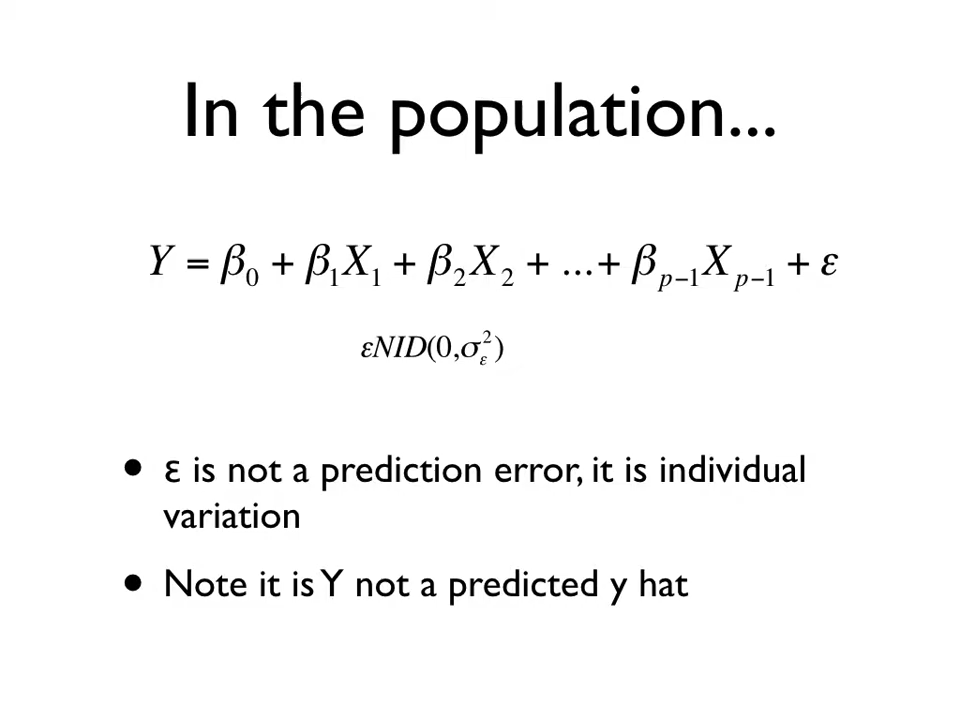 In the population...
Y = β₀ + β₁X₁ + β₂X₂ + ...+ βₚ₋₁Xₚ₋₁ + ε
εNID(0,σ²_ε)
• ε is not a prediction error, it is individual
variation
• Note it is Y not a predicted y hat